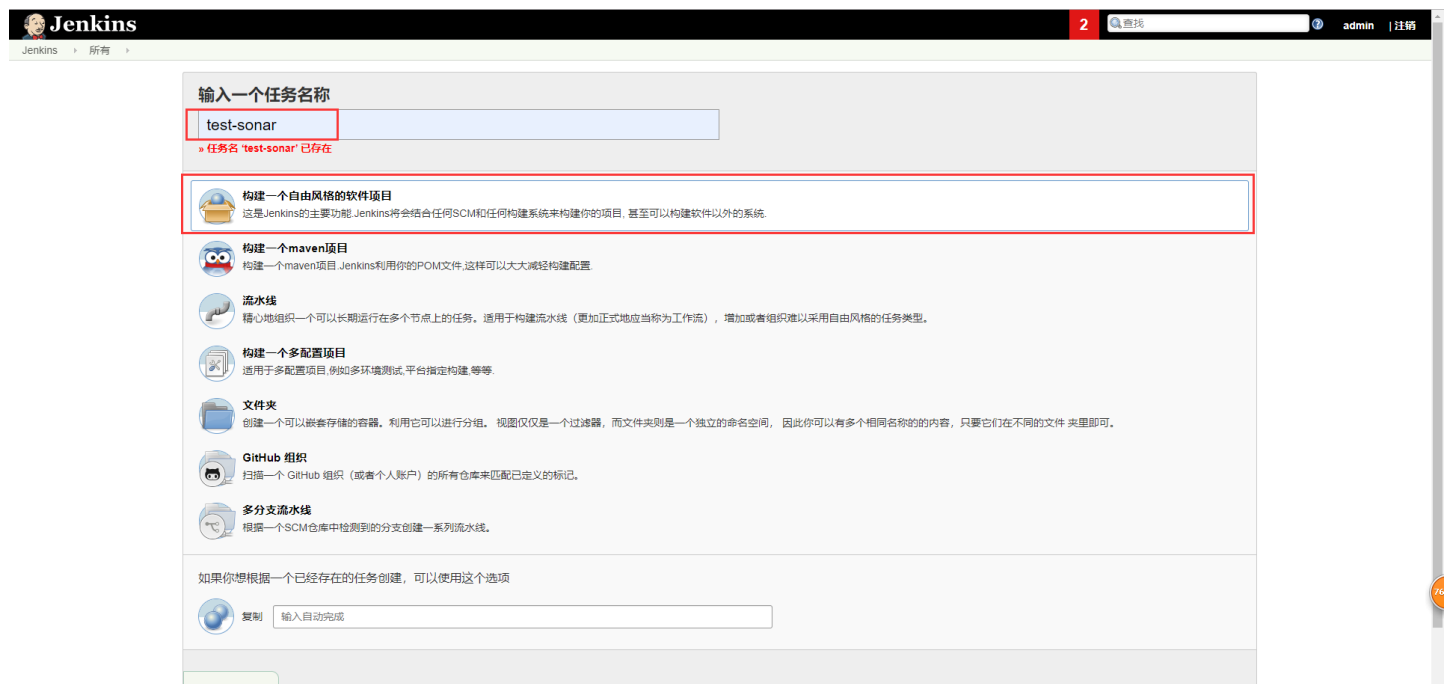 Jenkins
2
查找
admin
|注销
Jenkins
所有
输入一个任务名称
test-sonar
» 任务名 ‘test-sonar’ 已存在
构建一个自由风格的软件项目
这是Jenkins的主要功能.Jenkins将会结合任何SCM和任何构建系统来构建你的项目, 甚至可以构建软件以外的系统.
构建一个maven项目
构建一个maven项目.Jenkins利用你的POM文件,这样可以大大减轻构建配置.
流水线
精心地组织一个可以长期运行在多个节点上的任务。适用于构建流水线（更加正式地应当称为工作流），增加或者组织难以采用自由风格的任务类型。
构建一个多配置项目
适用于多配置项目,例如多环境测试,平台指定构建,等等.
文件夹
创建一个可以嵌套存储的容器。利用它可以进行分组。 视图仅仅是一个过滤器，而文件夹则是一个独立的命名空间， 因此你可以有多个相同名称的的内容，只要它们在不同的文件 夹里即可。
GitHub 组织
扫描一个 GitHub 组织（或者个人账户）的所有仓库来匹配已定义的标记。
多分支流水线
根据一个SCM仓库中检测到的分支创建一系列流水线。
如果你想根据一个已经存在的任务创建，可以使用这个选项
复制
输入自动完成
76